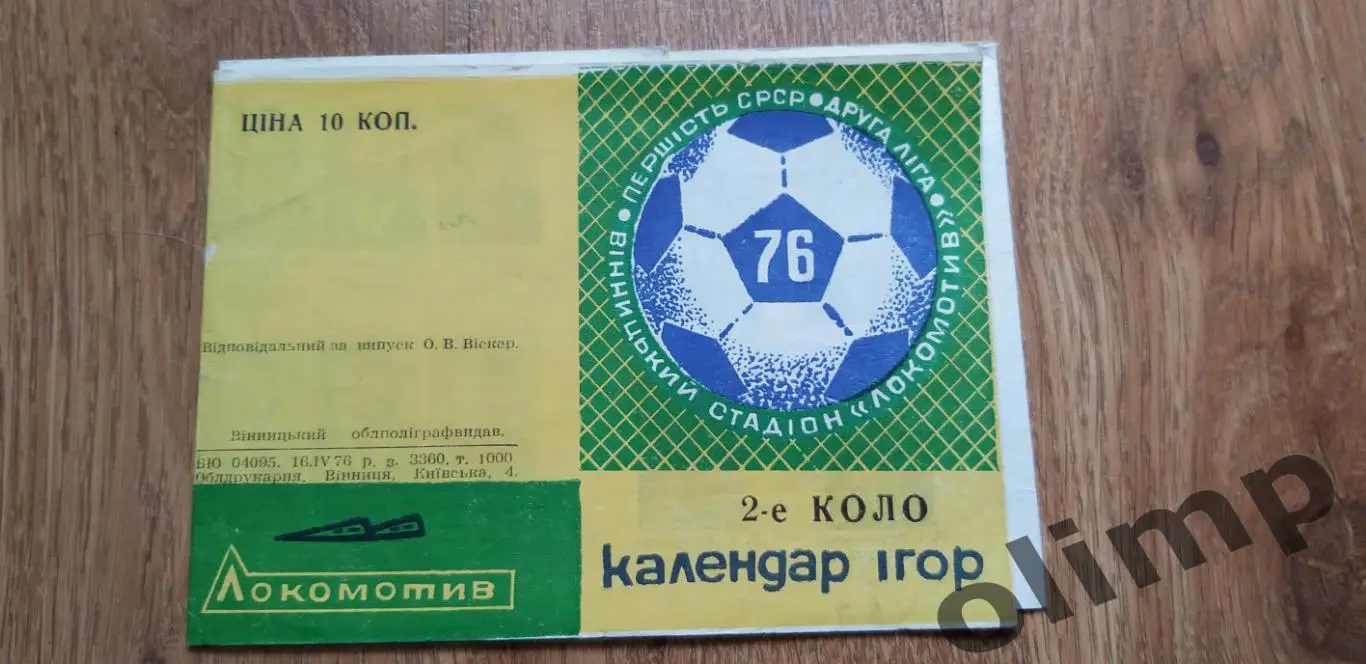 ЦІНА 10 КОП.
Відповідальний за випуск О. В. Віскер.
Вінницький облполіграфвидав.
БЮ 04095. 16.IV 76 р. з. 3360, т. 1000
Облдрукарня, Вінниця, Київська, 4.
Локомотив
ПЕРШІСТЬ СРСР • ДРУГА ЛІГА •
ВІННИЦЬКИЙ СТАДІОН «ЛОКОМОТИВ» •
76
2-е КОЛО
календар ігор
olimp